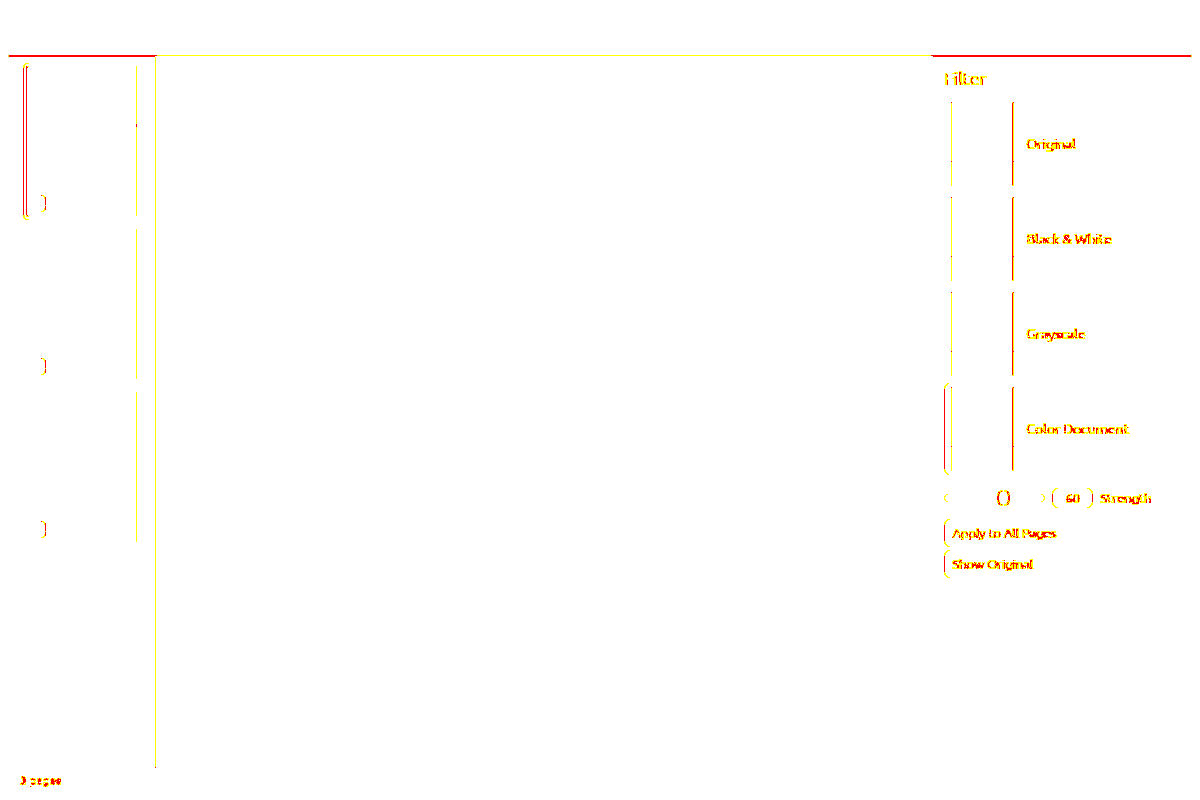 Filter
Original
Black & White
Grayscale
Color Document
60 Strength
Apply to All Pages
Show Original
3 pages